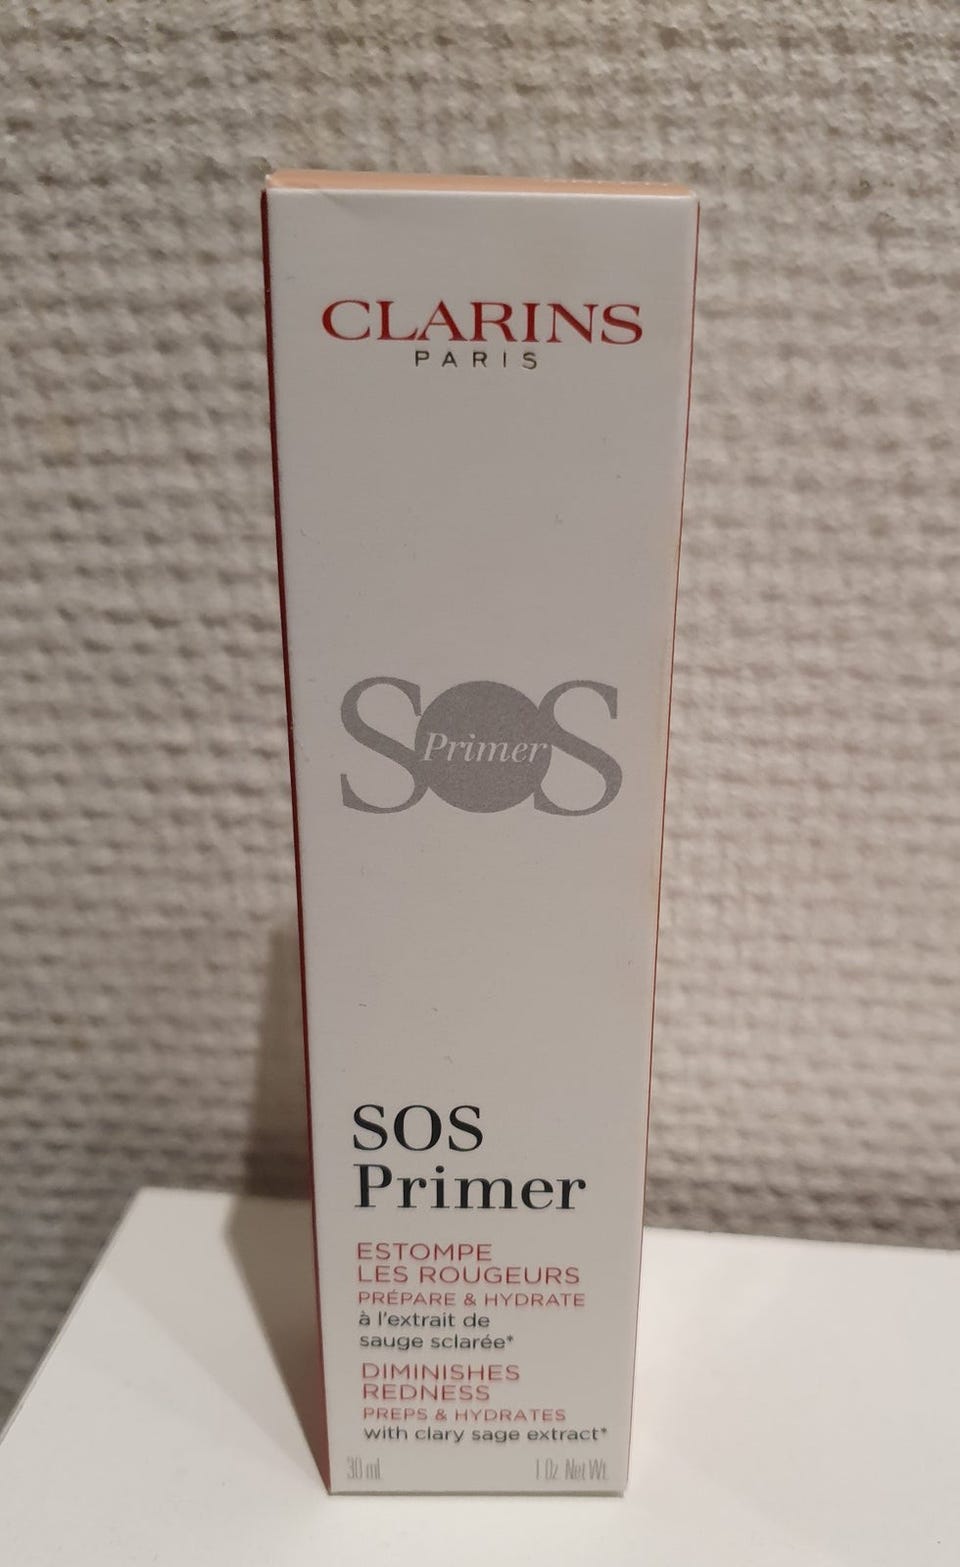 CLARINS
PARIS
SOS
Primer
SOS
Primer
ESTOMPE
LES ROUGEURS
PRÉPARE & HYDRATE
à l'extrait de
sauge sclarée*
DIMINISHES
REDNESS
PREPS & HYDRATES
with clary sage extract*
30 ml 1 Oz. Net Wt.